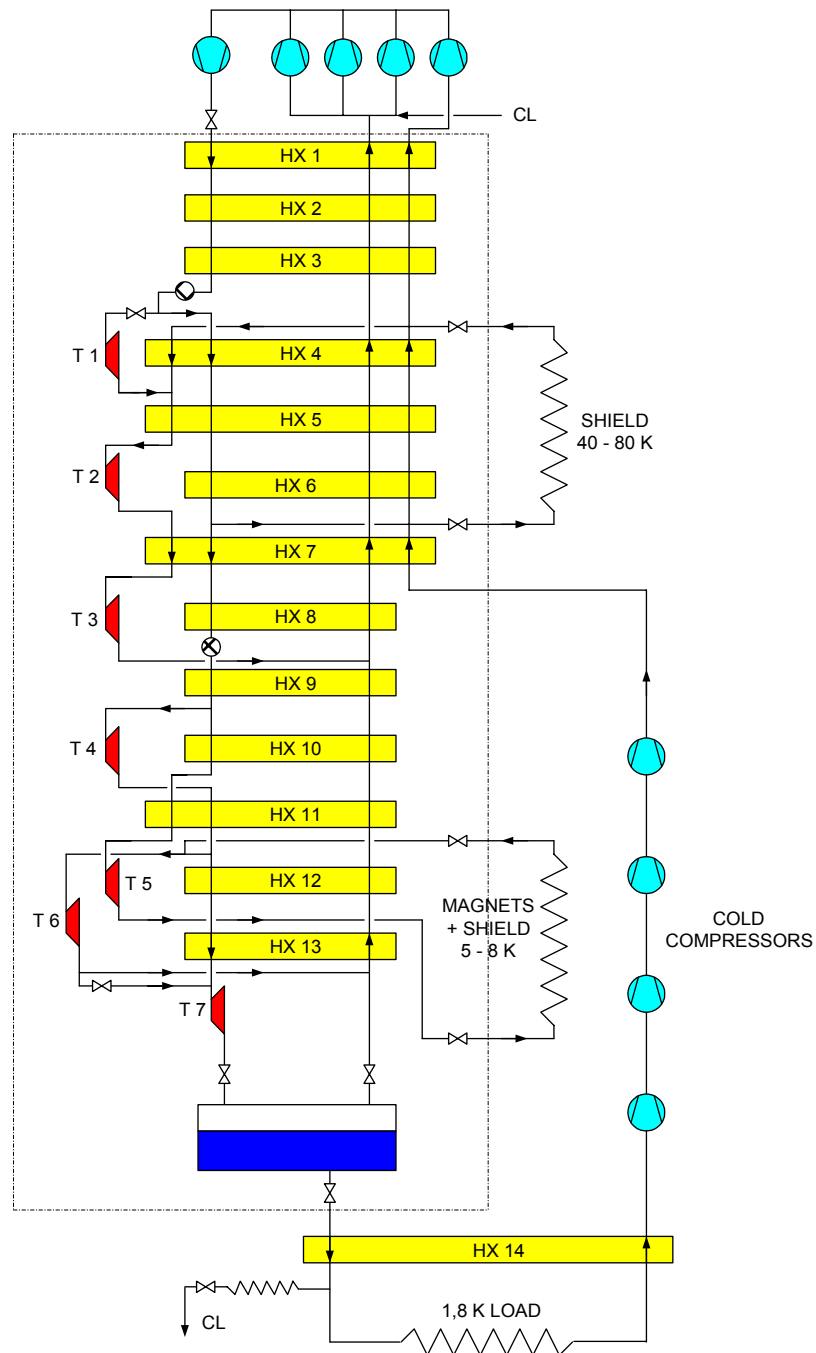 CL
HX 1
HX 2
HX 3
T 1
HX 4
HX 5
SHIELD
40 - 80 K
T 2
HX 6
HX 7
T 3
HX 8
HX 9
T 4
HX 10
HX 11
T 5
HX 12
T 6
MAGNETS
+ SHIELD
5 - 8 K
COLD
COMPRESSORS
HX 13
T 7
HX 14
CL
1,8 K LOAD